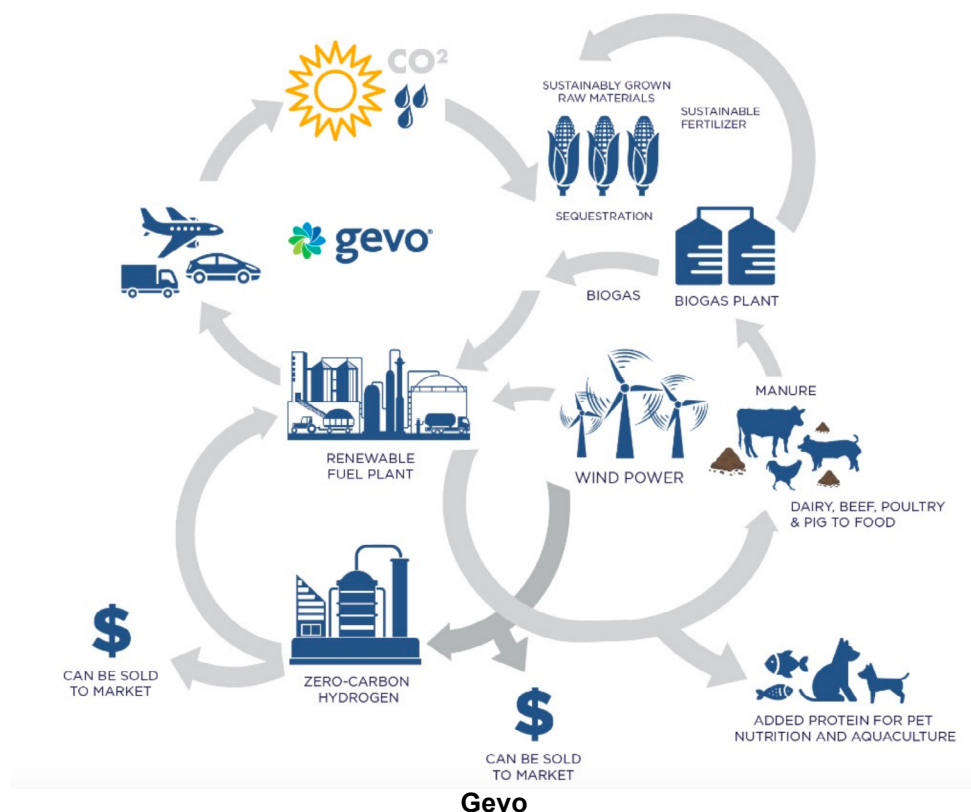 CO²
SUSTAINABLY GROWN
RAW MATERIALS
SUSTAINABLE
FERTILIZER
SEQUESTRATION
gevo®
BIOGAS
BIOGAS PLANT
MANURE
RENEWABLE
FUEL PLANT
WIND POWER
DAIRY, BEEF, POULTRY
& PIG TO FOOD
$
CAN BE SOLD
TO MARKET
ZERO-CARBON
HYDROGEN
$
CAN BE SOLD
TO MARKET
ADDED PROTEIN FOR PET
NUTRITION AND AQUACULTURE
Gevo